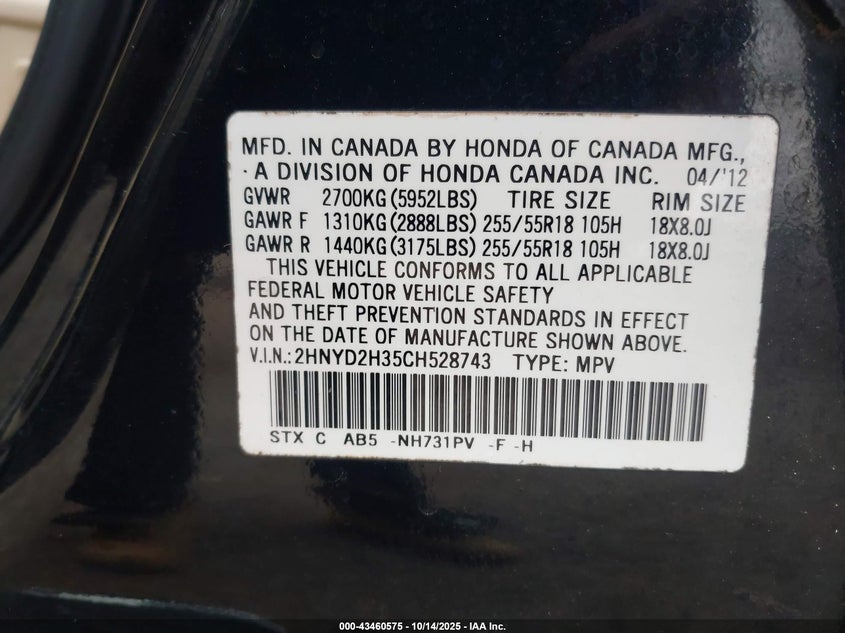 MFD. IN CANADA BY HONDA OF CANADA MFG.,
· A DIVISION OF HONDA CANADA INC. 04/'12
GVWR 2700KG(5952LBS) TIRE SIZE RIM SIZE
GAWR F 1310KG(2888LBS) 255/55R18 105H 18X8.0J
GAWR R 1440KG(3175LBS) 255/55R18 105H 18X8.0J
THIS VEHICLE CONFORMS TO ALL APPLICABLE
FEDERAL MOTOR VEHICLE SAFETY
AND THEFT PREVENTION STANDARDS IN EFFECT
ON THE DATE OF MANUFACTURE SHOWN ABOVE.
V.I.N.:2HNYD2H35CH528743 TYPE: MPV
STX C AB5 -NH731PV -F -H
000-43460575 - 10/14/2025 - IAA Inc.